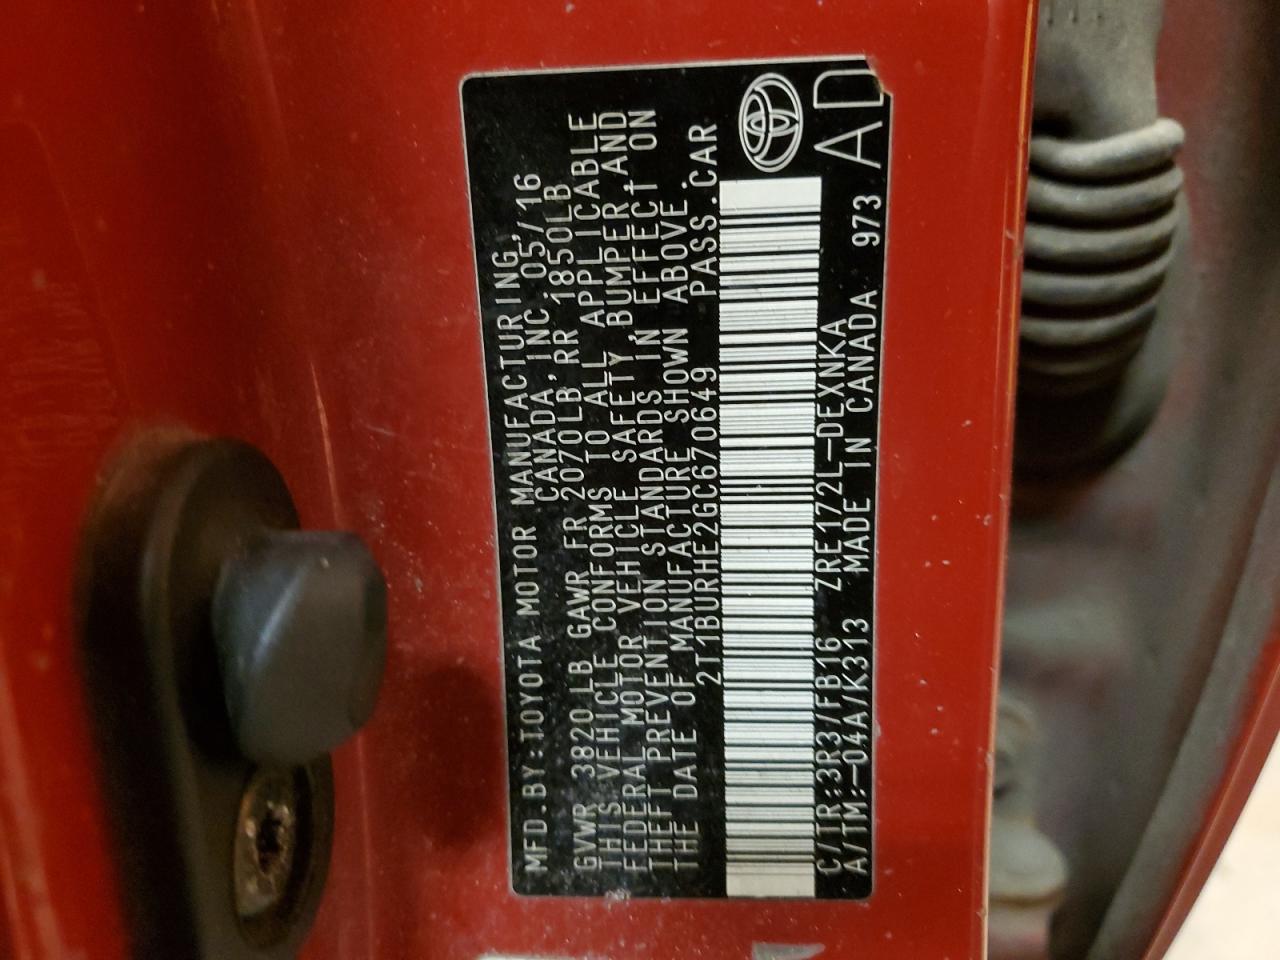 MFD.BY:TOYOTA MOTOR MANUFACTURING,
CANADA,INC.05/16
GVWR 3820LB GAWR FR 2070LB,RR 1850LB
THIS VEHICLE CONFORMS TO ALL APPLICABLE
FEDERAL MOTOR VEHICLE SAFETY,BUMPER,AND
THEFT PREVENTION STANDARDS IN EFFECT ON
THE DATE OF MANUFACTURE SHOWN ABOVE.
2T1BURHE2GC670649 PASS.CAR
C/TR:3R3/FB16 ZRE172L-DEXNKA
A/TM:-04A/K313 MADE IN CANADA 973
AD